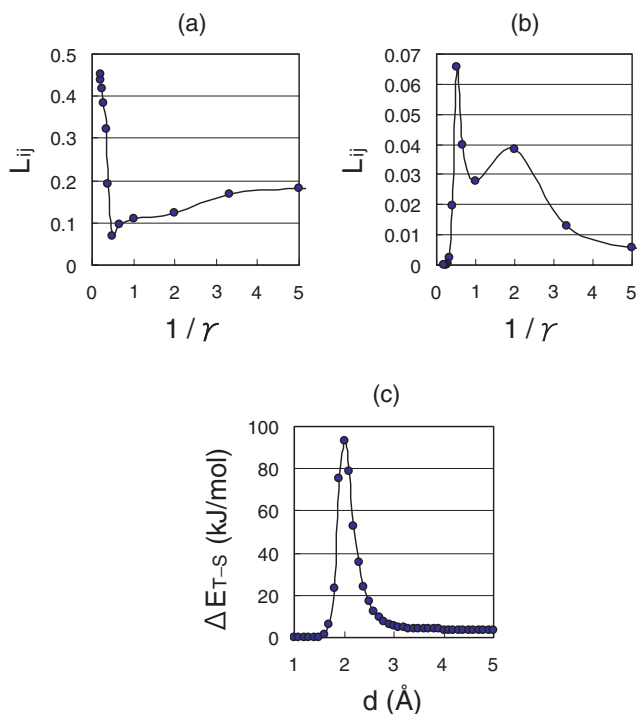 (a)
0.5
0.4
0.3
0.2
0.1
0
Lij
0 1 2 3 4 5
1 / γ
(b)
0.07
0.06
0.05
0.04
0.03
0.02
0.01
0
Lij
0 1 2 3 4 5
1 / γ
(c)
100
80
60
40
20
0
ΔET−S (kJ/mol)
1 2 3 4 5
d (Å)